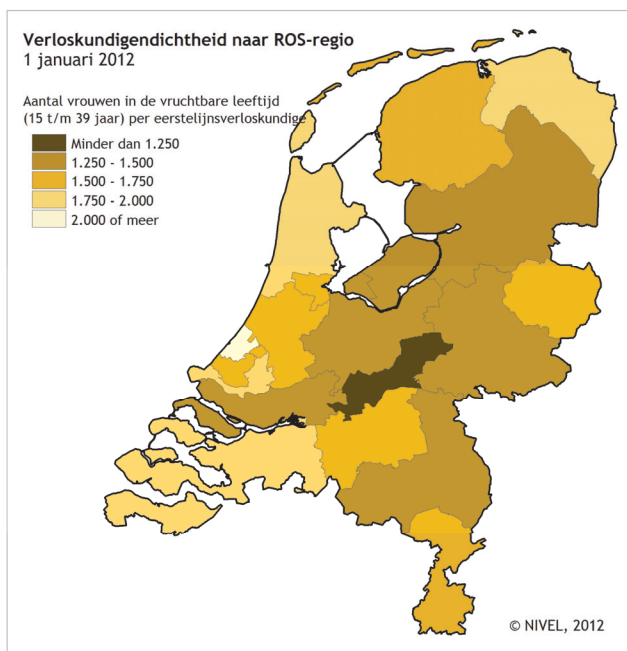 Verloskundigendichtheid naar ROS-regio
1 januari 2012
Aantal vrouwen in de vruchtbare leeftijd
(15 t/m 39 jaar) per eerstelijnsverloskundige
Minder dan 1.250
1.250 - 1.500
1.500 - 1.750
1.750 - 2.000
2.000 of meer
© NIVEL, 2012